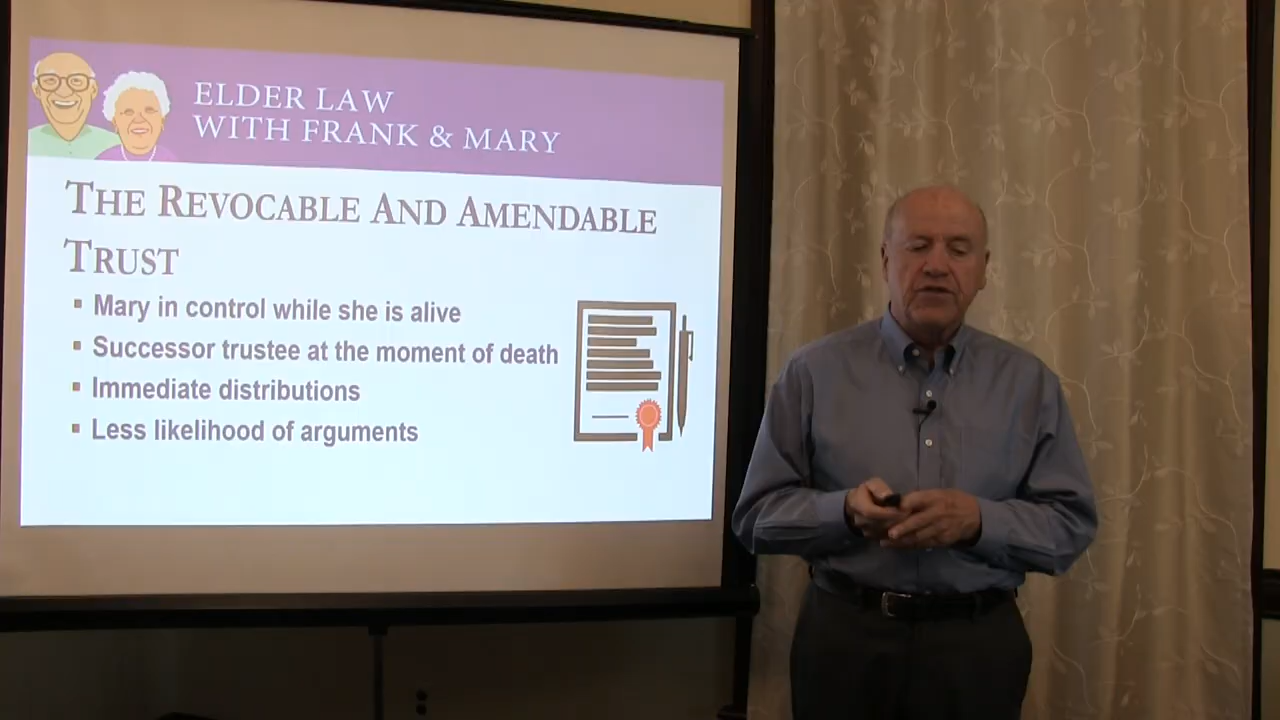 ELDER LAW
WITH FRANK & MARY
THE REVOCABLE AND AMENDABLE
TRUST
▪ Mary in control while she is alive
▪ Successor trustee at the moment of death
▪ Immediate distributions
▪ Less likelihood of arguments